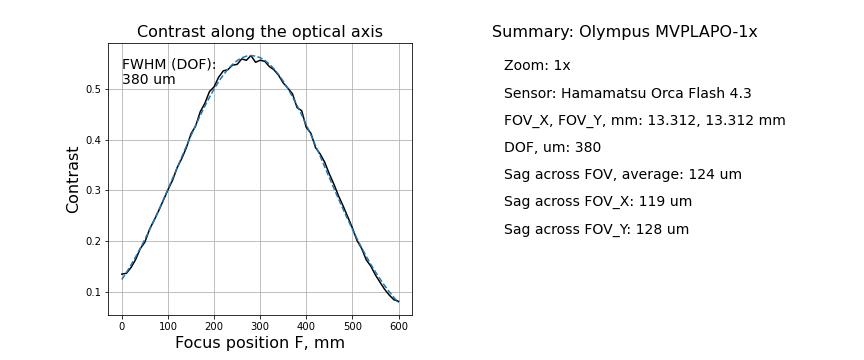 Contrast along the optical axis
FWHM (DOF):
380 um
0.5
0.4
0.3
0.2
0.1
Contrast
0 100 200 300 400 500 600
Focus position F, mm
Summary: Olympus MVPLAPO-1x
Zoom: 1x
Sensor: Hamamatsu Orca Flash 4.3
FOV_X, FOV_Y, mm: 13.312, 13.312 mm
DOF, um: 380
Sag across FOV, average: 124 um
Sag across FOV_X: 119 um
Sag across FOV_Y: 128 um